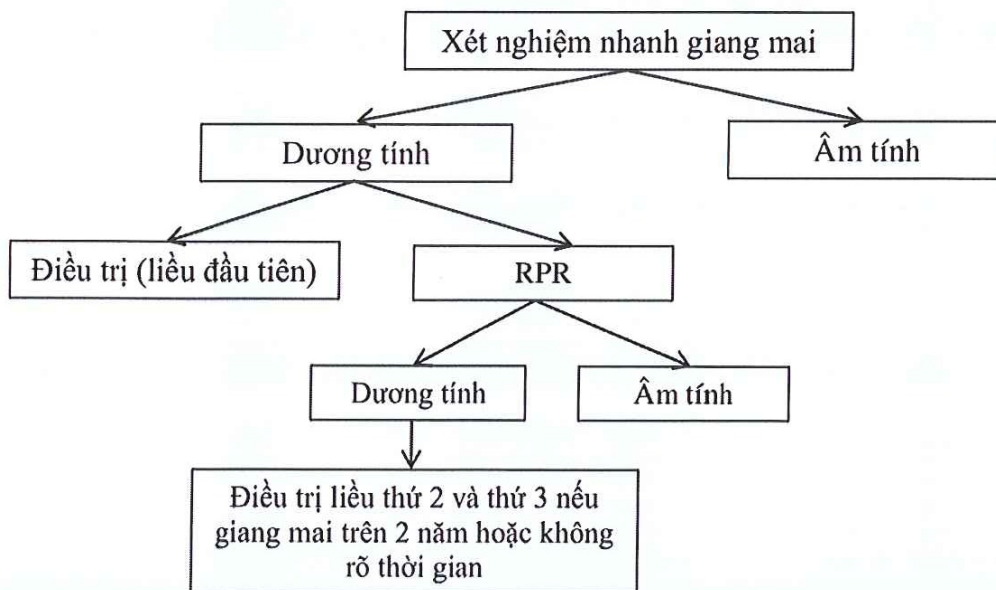 Xét nghiệm nhanh giang mai
Dương tính
Âm tính
Điều trị (liều đầu tiên)
RPR
Dương tính
Âm tính
Điều trị liều thứ 2 và thứ 3 nếu
giang mai trên 2 năm hoặc không
rõ thời gian